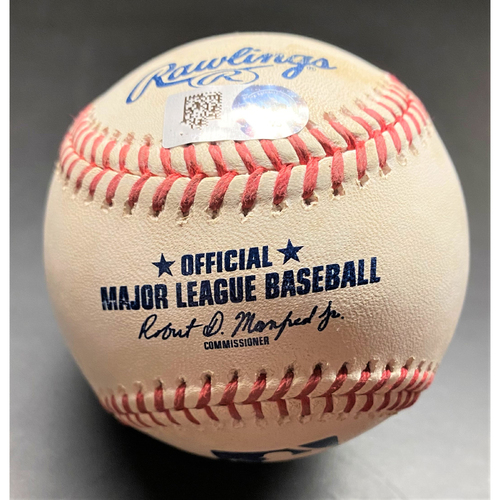 Rawlings
R
★ OFFICIAL ★
MAJOR LEAGUE BASEBALL
Robert D. Manfred Jr.
COMMISSIONER